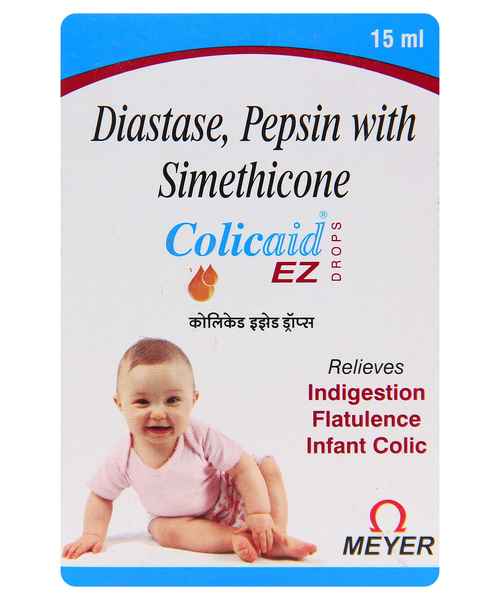 15 ml
Diastase, Pepsin with
Simethicone
Colicaid®
EZ DROPS
कोलिकेड इझेड ड्रॉप्स
Relieves
Indigestion
Flatulence
Infant Colic
MEYER